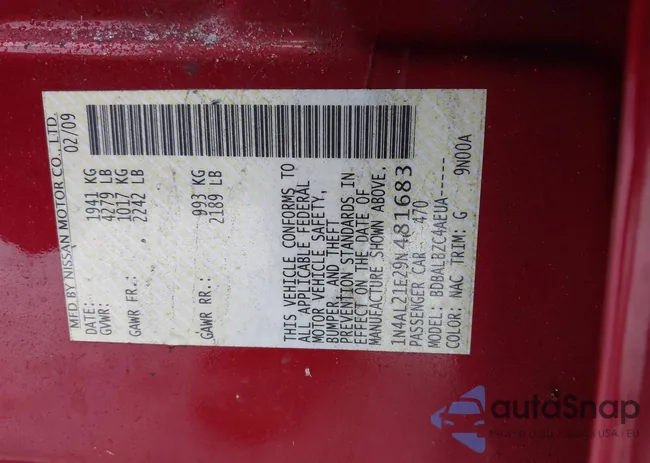 MFD. BY NISSAN MOTOR CO., LTD.
DATE: 02/09
GVWR: 1941 KG
4279 LB
GAWR FR.: 1017 KG
2242 LB
GAWR RR.: 993 KG
2189 LB
THIS VEHICLE CONFORMS TO
ALL APPLICABLE FEDERAL
MOTOR VEHICLE SAFETY,
BUMPER, AND THEFT
PREVENTION STANDARDS IN
EFFECT ON THE DATE OF
MANUFACTURE SHOWN ABOVE.
1N4AL21E29N481683
PASSENGER CAR 470
MODEL: BDBALBZC4AEUA-----
COLOR: NAC TRIM: G 9N00A
autoSnap